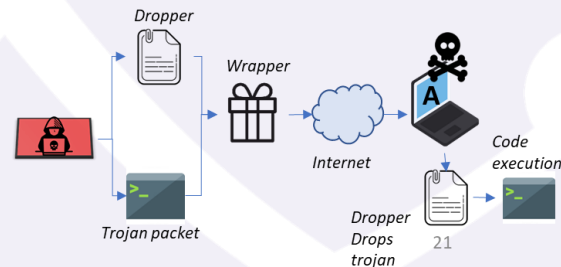 Dropper
Wrapper
A
>_
Trojan packet
Internet
Code
execution
>_
Dropper
Drops
trojan
21